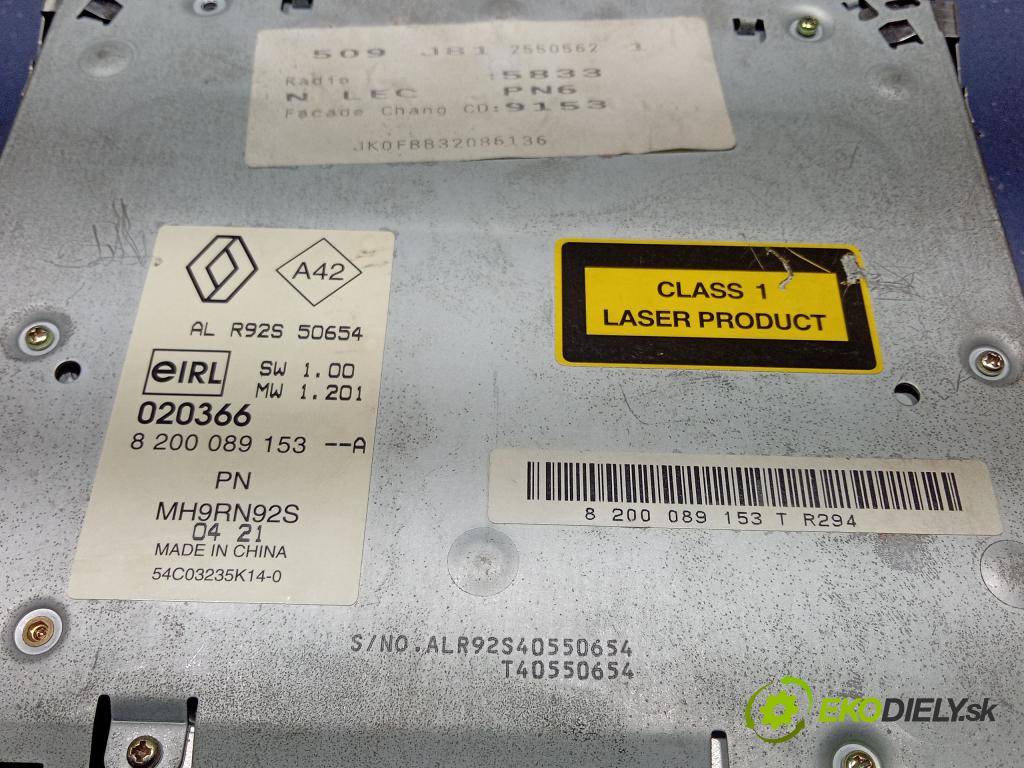 509 JB1 2550562 1
Radio :5833
N LEC PN6
Facade Chang CD:9153
JK0FBB32086136
A42
AL R92S 50654
eIRL SW 1.00
MW 1.201
020366
8 200 089 153 --A
PN
MH9RN92S
04 21
MADE IN CHINA
54C03235K14-0
CLASS 1
LASER PRODUCT
8 200 089 153 T R294
S/NO.ALR92S40550654
T40550654
EKODIELY.sk